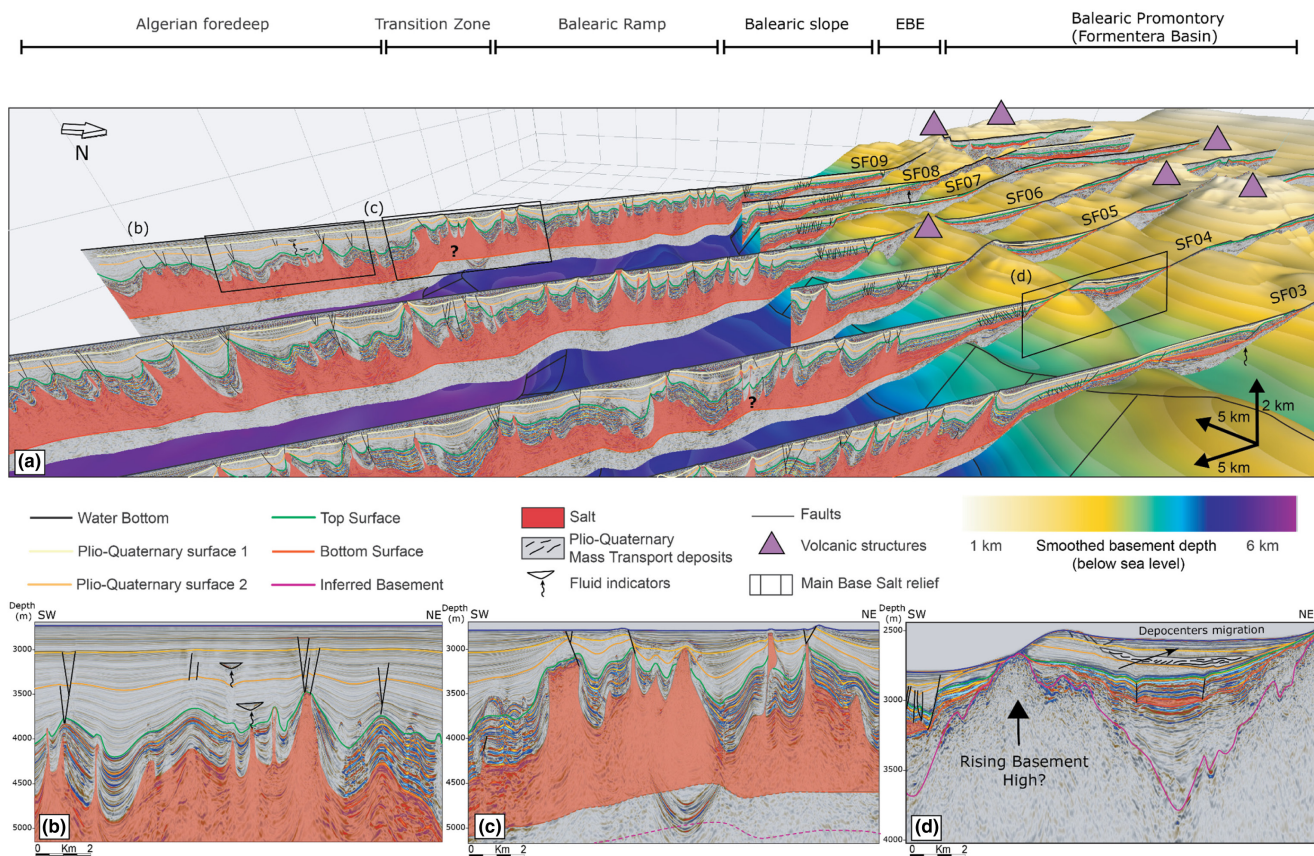 Algerian foredeep
Transition Zone
Balearic Ramp
Balearic slope
EBE
Balearic Promontory
(Formentera Basin)
N
(b)
(c)
(d)
?
?
SF09
SF08
SF07
SF06
SF05
SF04
SF03
2 km
5 km
5 km
(a)
Water Bottom
Plio-Quaternary surface 1
Plio-Quaternary surface 2
Top Surface
Bottom Surface
Inferred Basement
Salt
Plio-Quaternary
Mass Transport deposits
Fluid indicators
Faults
Volcanic structures
Main Base Salt relief
1 km
Smoothed basement depth
(below sea level)
6 km
Depth
(m)
SW
NE
3000
3500
4000
4500
5000
(b)
0 Km 2
Depth
(m)
SW
NE
3000
3500
4000
4500
5000
(c)
0 Km 2
Depth
(m)
SW
NE
2500
3000
3500
4000
Depocenters migration
Rising Basement
High?
(d)
0 Km 2